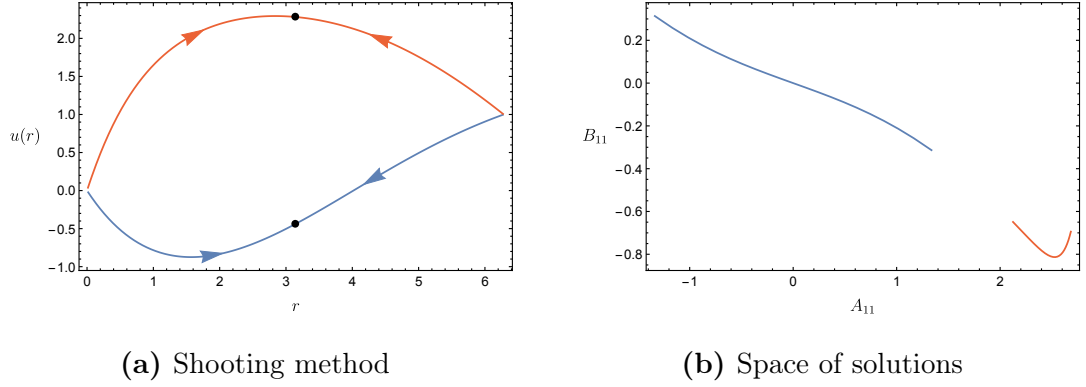 2.0
1.5
1.0
0.5
0.0
−0.5
−1.0
u(r)
0 1 2 3 4 5 6
r
(a) Shooting method
0.2
0.0
−0.2
−0.4
−0.6
−0.8
B₁₁
−1 0 1 2
A₁₁
(b) Space of solutions